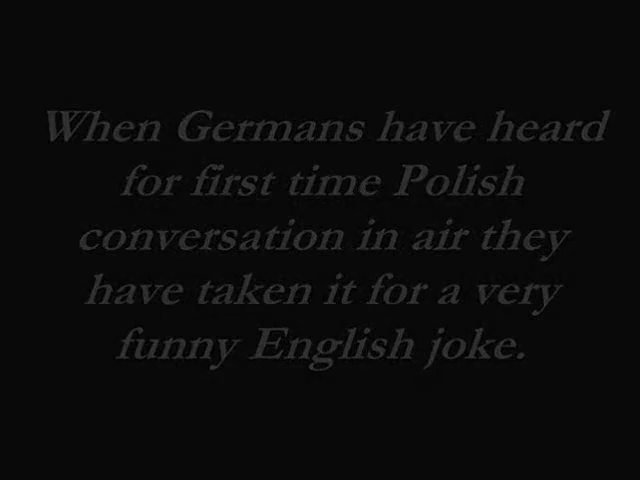 When Germans have heard
for first time Polish
conversation in air they
have taken it for a very
funny English joke.